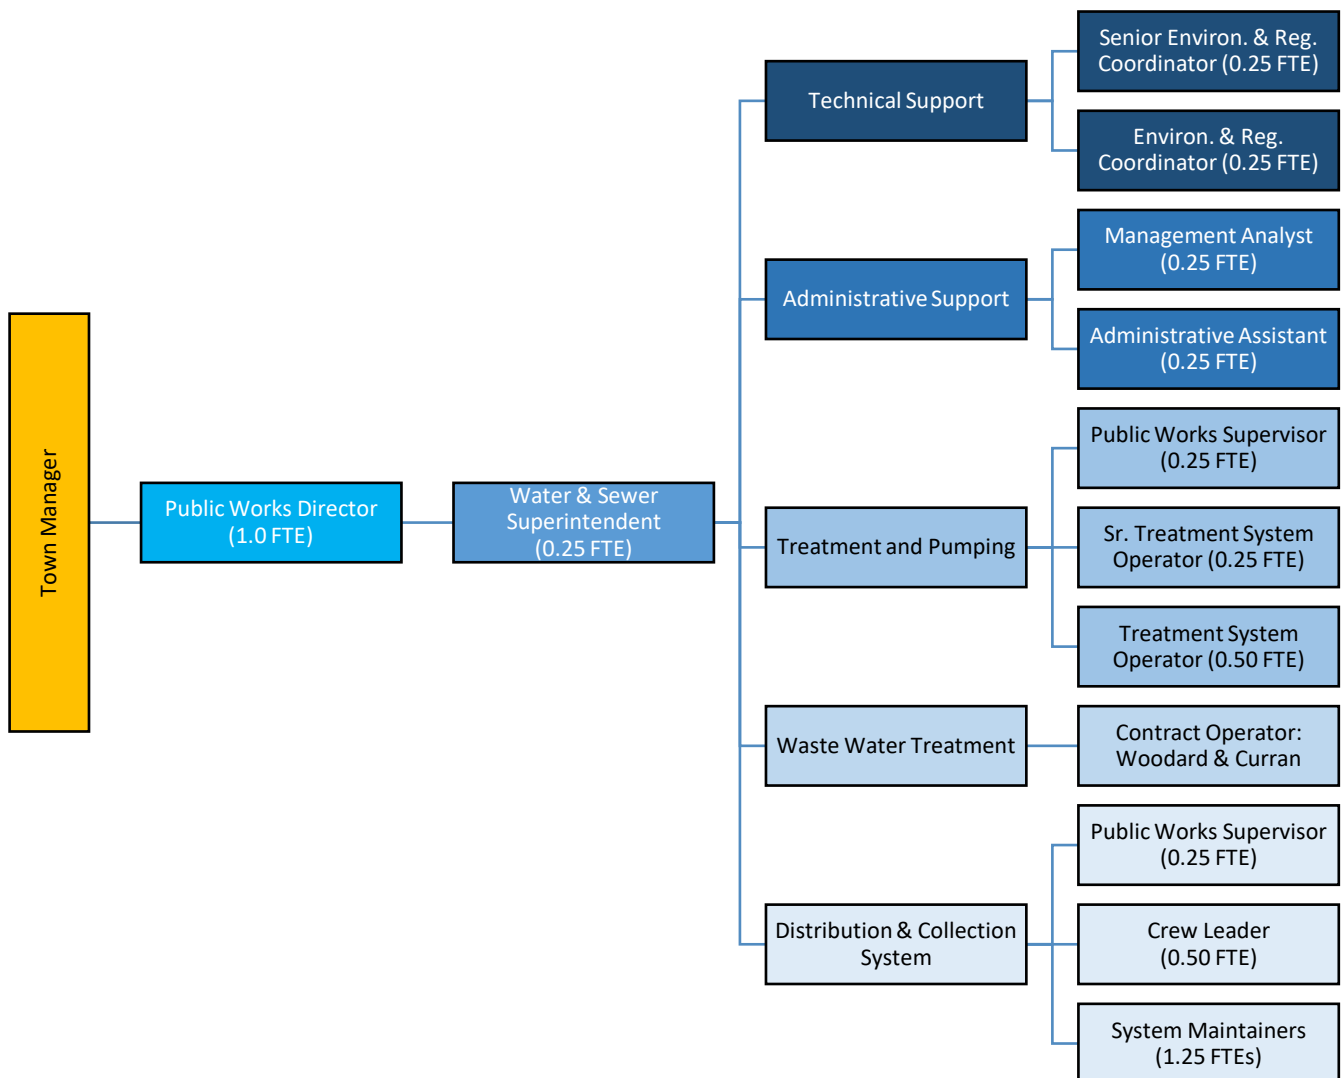 Town Manager
Public Works Director
(1.0 FTE)
Water & Sewer
Superintendent
(0.25 FTE)
Technical Support
Senior Environ. & Reg.
Coordinator (0.25 FTE)
Environ. & Reg.
Coordinator (0.25 FTE)
Administrative Support
Management Analyst
(0.25 FTE)
Administrative Assistant
(0.25 FTE)
Treatment and Pumping
Public Works Supervisor
(0.25 FTE)
Sr. Treatment System
Operator (0.25 FTE)
Treatment System
Operator (0.50 FTE)
Waste Water Treatment
Contract Operator:
Woodard & Curran
Distribution & Collection
System
Public Works Supervisor
(0.25 FTE)
Crew Leader
(0.50 FTE)
System Maintainers
(1.25 FTEs)